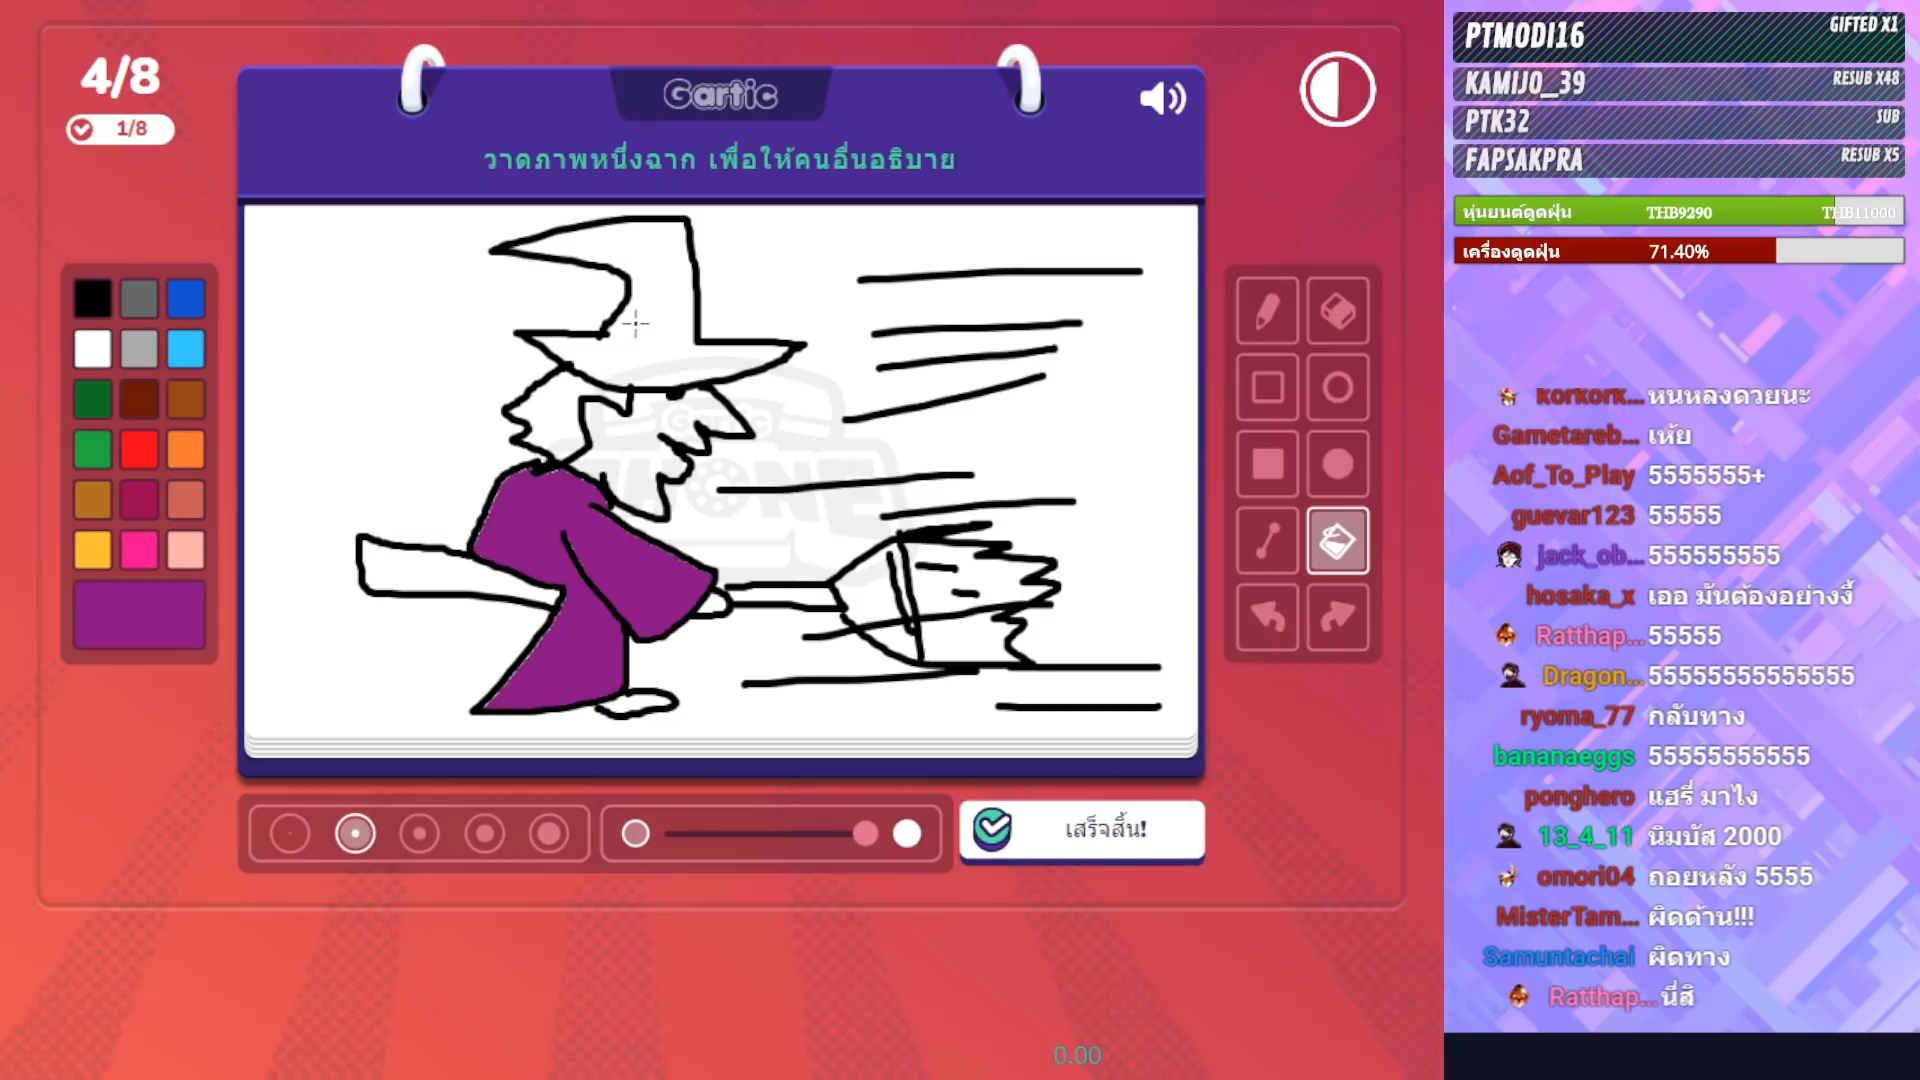 4/8
1/8
Gartic
วาดภาพหนึ่งฉาก เพื่อให้คนอื่นอธิบาย
Gartic
PHONE
เสร็จสิ้น!
0.00
PTMODI16 GIFTED X1
KAMIJO_39 RESUB X48
PTK32 SUB
FAPSAKPRA RESUB X5
หุ่นยนต์ดูดฝุ่น THB9290 THB11000
เครื่องดูดฝุ่น 71.40%
korkork... หนหลงดวยนะ
Gametareb... เห้ย
Aof_To_Play 5555555+
guevar123 55555
jack_ob... 555555555
hosaka_x เออ มันต้องอย่างงี้
Ratthap... 55555
Dragon... 55555555555555
ryoma_77 กลับทาง
bananaeggs 55555555555
ponghero แฮรี่ มาไง
13_4_11 นิมบัส 2000
omori04 ถอยหลัง 5555
MisterTam... ผิดด้าน!!!
Samuntachai ผิดทาง
Ratthap... นี่สิ